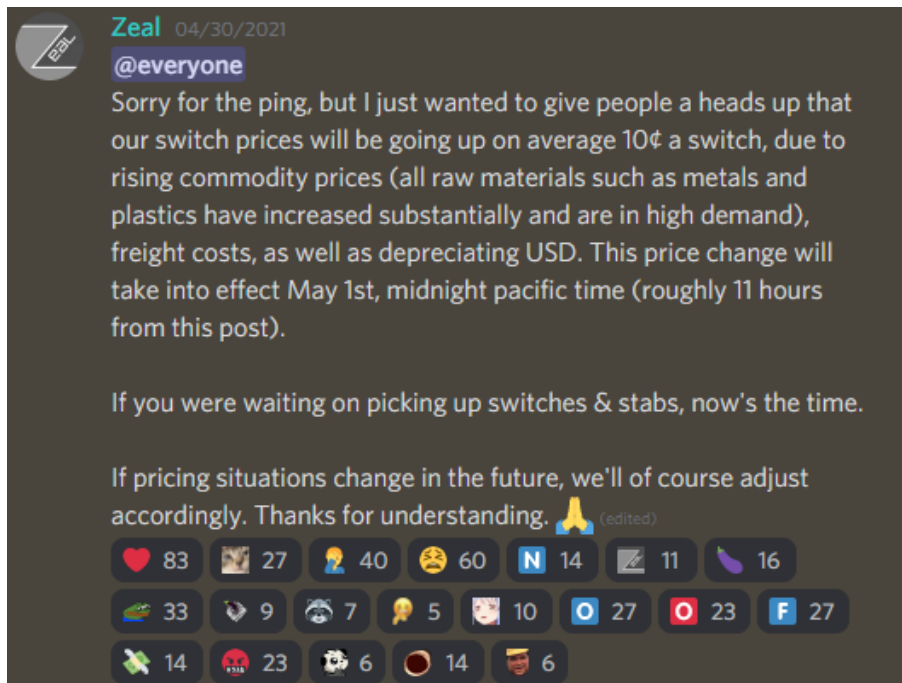 Zeal 04/30/2021
@everyone
Sorry for the ping, but I just wanted to give people a heads up that
our switch prices will be going up on average 10¢ a switch, due to
rising commodity prices (all raw materials such as metals and
plastics have increased substantially and are in high demand),
freight costs, as well as depreciating USD. This price change will
take into effect May 1st, midnight pacific time (roughly 11 hours
from this post).
If you were waiting on picking up switches & stabs, now's the time.
If pricing situations change in the future, we'll of course adjust
accordingly. Thanks for understanding. 🙏 (edited)
83 27 40 60 N 14 11 16
33 9 7 5 10 O 27 O 23 F 27
14 23 6 14 6